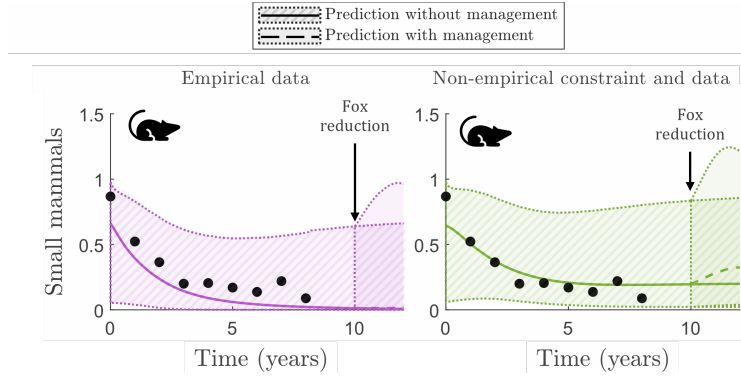 Prediction without management
Prediction with management
Empirical data
Non-empirical constraint and data
Small mammals
1.5
1
0.5
0
Fox
reduction
0 5 10
Time (years)
1.5
1
0.5
0
Fox
reduction
0 5 10
Time (years)